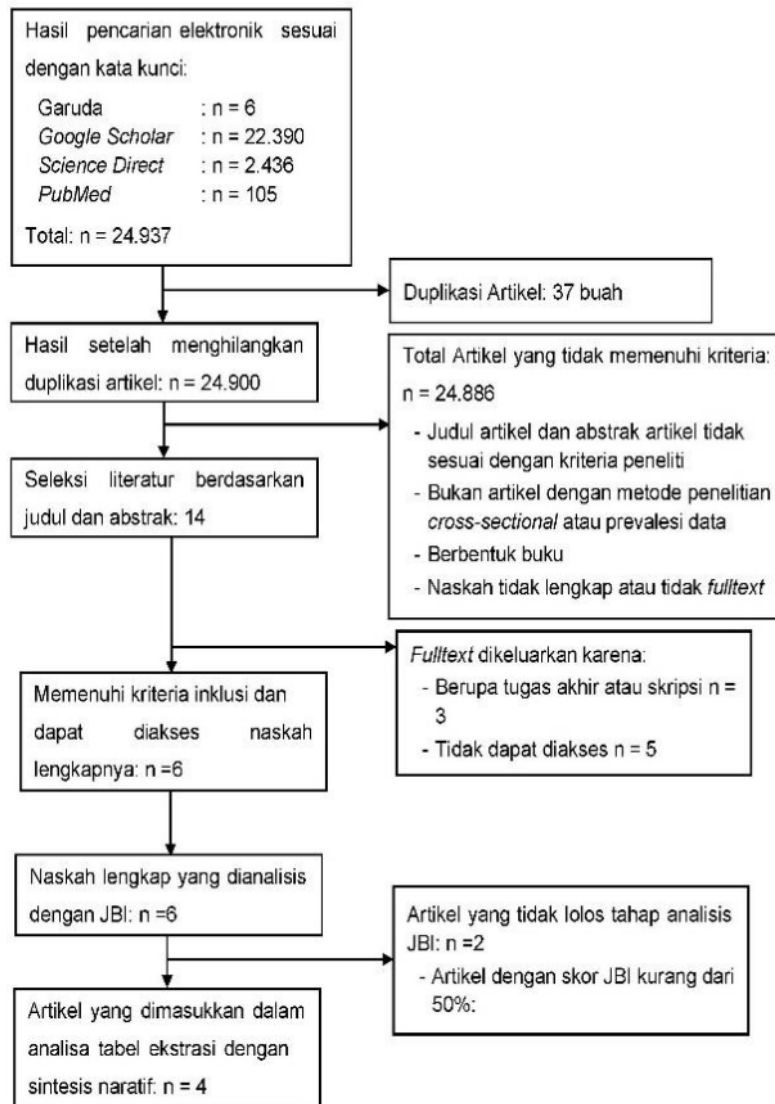 Hasil pencarian elektronik sesuai
dengan kata kunci:
Garuda : n = 6
Google Scholar : n = 22.390
Science Direct : n = 2.436
PubMed : n = 105
Total: n = 24.937
Duplikasi Artikel: 37 buah
Hasil setelah menghilangkan
duplikasi artikel: n = 24.900
Total Artikel yang tidak memenuhi kriteria:
n = 24.886
- Judul artikel dan abstrak artikel tidak
sesuai dengan kriteria peneliti
- Bukan artikel dengan metode penelitian
cross-sectional atau prevalesi data
- Berbentuk buku
- Naskah tidak lengkap atau tidak fulltext
Seleksi literatur berdasarkan
judul dan abstrak: 14
Fulltext dikeluarkan karena:
- Berupa tugas akhir atau skripsi n =
3
- Tidak dapat diakses n = 5
Memenuhi kriteria inklusi dan
dapat diakses naskah
lengkapnya: n =6
Naskah lengkap yang dianalisis
dengan JBI: n =6
Artikel yang tidak lolos tahap analisis
JBI: n =2
- Artikel dengan skor JBI kurang dari
50%:
Artikel yang dimasukkan dalam
analisa tabel ekstrasi dengan
sintesis naratif: n = 4